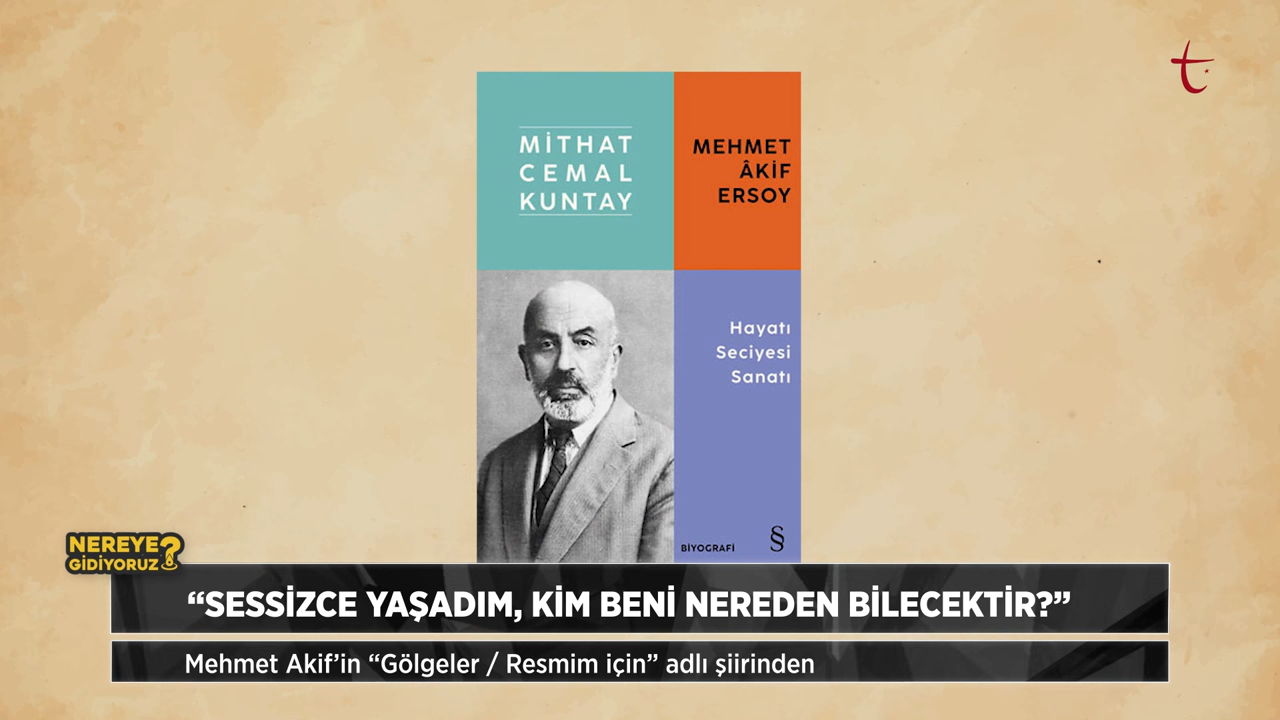 MİTHAT
CEMAL
KUNTAY
MEHMET
ÂKİF
ERSOY
Hayatı
Seciyesi
Sanatı
BİYOGRAFİ
NEREYE
GİDİYORUZ?
“SESSİZCE YAŞADIM, KİM BENİ NEREDEN BİLECEKTİR?”
Mehmet Akif’in “Gölgeler / Resmim için” adlı şiirinden